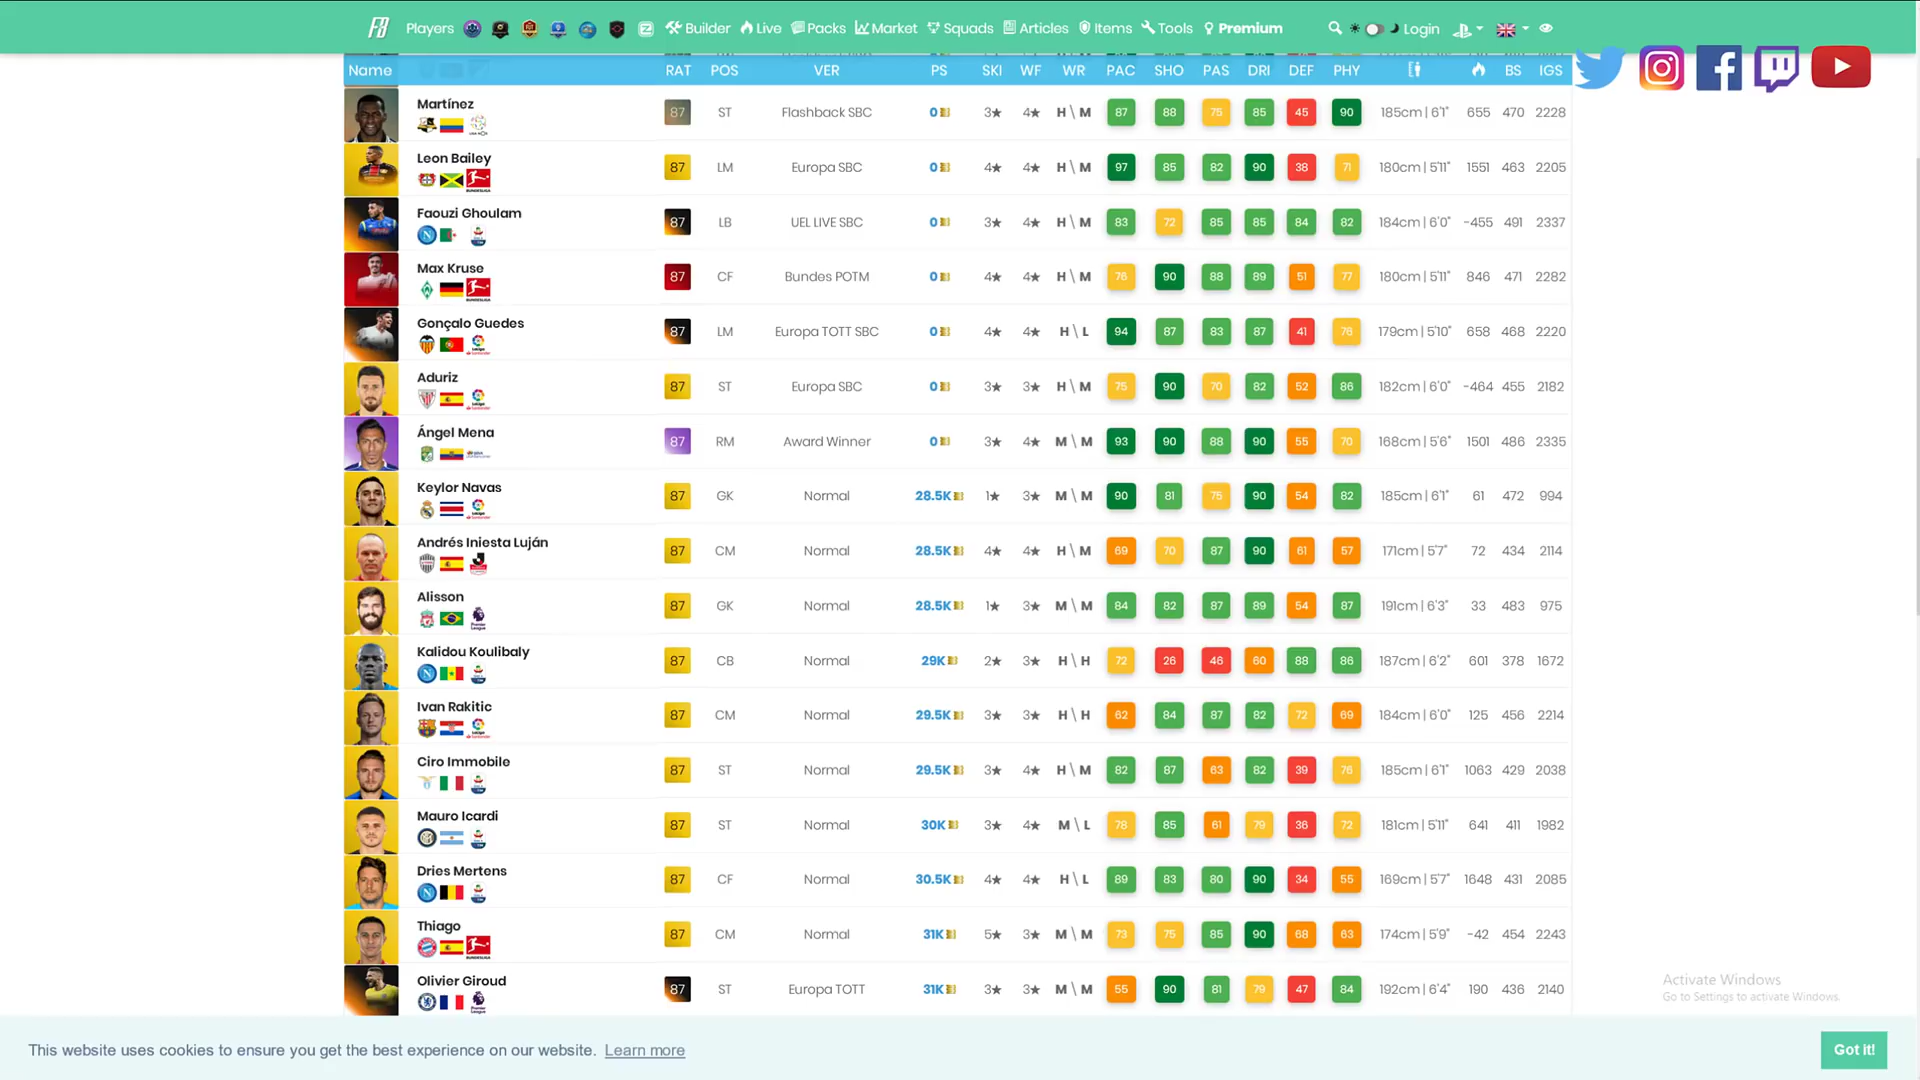 FB Players Builder Live Packs Market Squads Articles Items Tools Premium Login
Name RAT POS VER PS SKI WF WR PAC SHO PAS DRI DEF PHY BS IGS
Martínez 87 ST Flashback SBC 0 3★ 4★ H \ M 87 88 75 85 45 90 185cm | 6'1" 655 470 2228
Leon Bailey 87 LM Europa SBC 0 4★ 4★ H \ M 97 85 82 90 38 71 180cm | 5'11" 1551 463 2205
Faouzi Ghoulam 87 LB UEL LIVE SBC 0 3★ 4★ H \ M 83 72 85 85 84 82 184cm | 6'0" -455 491 2337
Max Kruse 87 CF Bundes POTM 0 4★ 4★ H \ M 76 90 88 89 51 77 180cm | 5'11" 846 471 2282
Gonçalo Guedes 87 LM Europa TOTT SBC 0 4★ 4★ H \ L 94 87 83 87 41 76 179cm | 5'10" 658 468 2220
Aduriz 87 ST Europa SBC 0 3★ 3★ H \ M 75 90 70 82 52 86 182cm | 6'0" -464 455 2182
Ángel Mena 87 RM Award Winner 0 3★ 4★ M \ M 93 90 88 90 55 70 168cm | 5'6" 1501 486 2335
Keylor Navas 87 GK Normal 28.5K 1★ 3★ M \ M 90 81 75 90 54 82 185cm | 6'1" 61 472 994
Andrés Iniesta Luján 87 CM Normal 28.5K 4★ 4★ H \ M 69 70 87 90 61 57 171cm | 5'7" 72 434 2114
Alisson 87 GK Normal 28.5K 1★ 3★ M \ M 84 82 87 89 54 87 191cm | 6'3" 33 483 975
Kalidou Koulibaly 87 CB Normal 29K 2★ 3★ H \ H 72 26 46 60 88 86 187cm | 6'2" 601 378 1672
Ivan Rakitic 87 CM Normal 29.5K 3★ 3★ H \ H 62 84 87 82 72 69 184cm | 6'0" 125 456 2214
Ciro Immobile 87 ST Normal 29.5K 3★ 4★ H \ M 82 87 63 82 39 76 185cm | 6'1" 1063 429 2038
Mauro Icardi 87 ST Normal 30K 3★ 4★ M \ L 78 85 61 79 36 72 181cm | 5'11" 641 411 1982
Dries Mertens 87 CF Normal 30.5K 4★ 4★ H \ L 89 83 80 90 34 55 169cm | 5'7" 1648 431 2085
Thiago 87 CM Normal 31K 5★ 3★ M \ M 73 75 85 90 68 63 174cm | 5'9" -42 454 2243
Olivier Giroud 87 ST Europa TOTT 31K 3★ 3★ M \ M 55 90 81 79 47 84 192cm | 6'4" 190 436 2140
Activate Windows
Go to Settings to activate Windows.
This website uses cookies to ensure you get the best experience on our website. Learn more Got it!